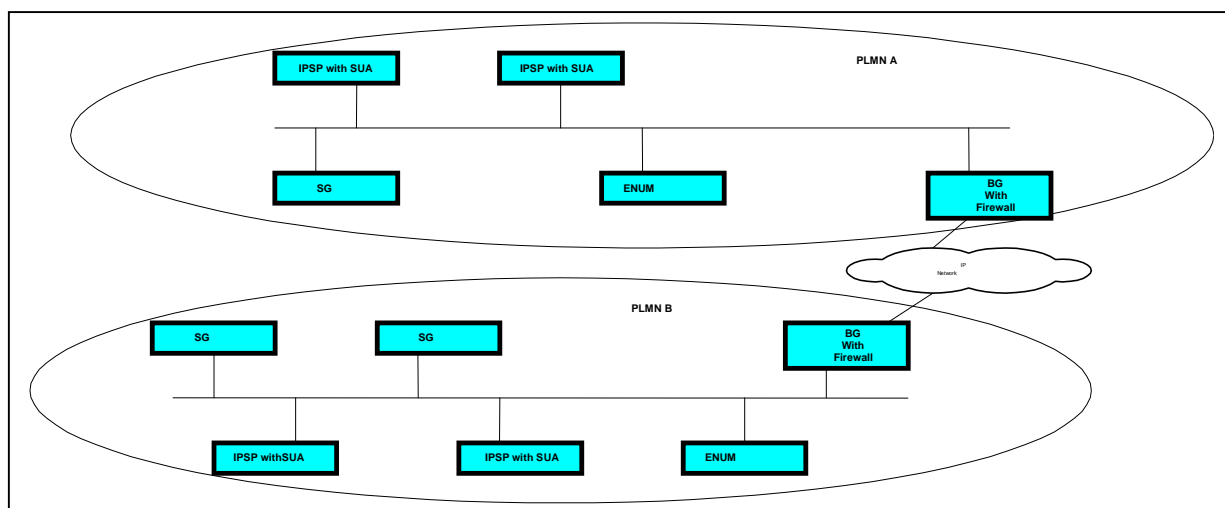 IPSP with SUA
IPSP with SUA
PLMN A
SG
ENUM
BG
With
Firewall
IP
Network
PLMN B
SG
SG
BG
With
Firewall
IPSP withSUA
IPSP with SUA
ENUM